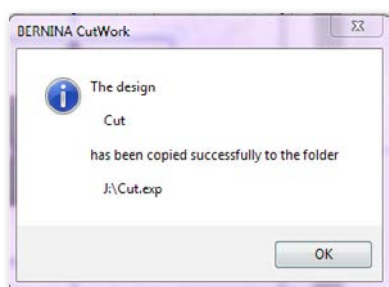 BERNINA CutWork
The design
Cut
has been copied successfully to the folder
J:\Cut.exp
OK